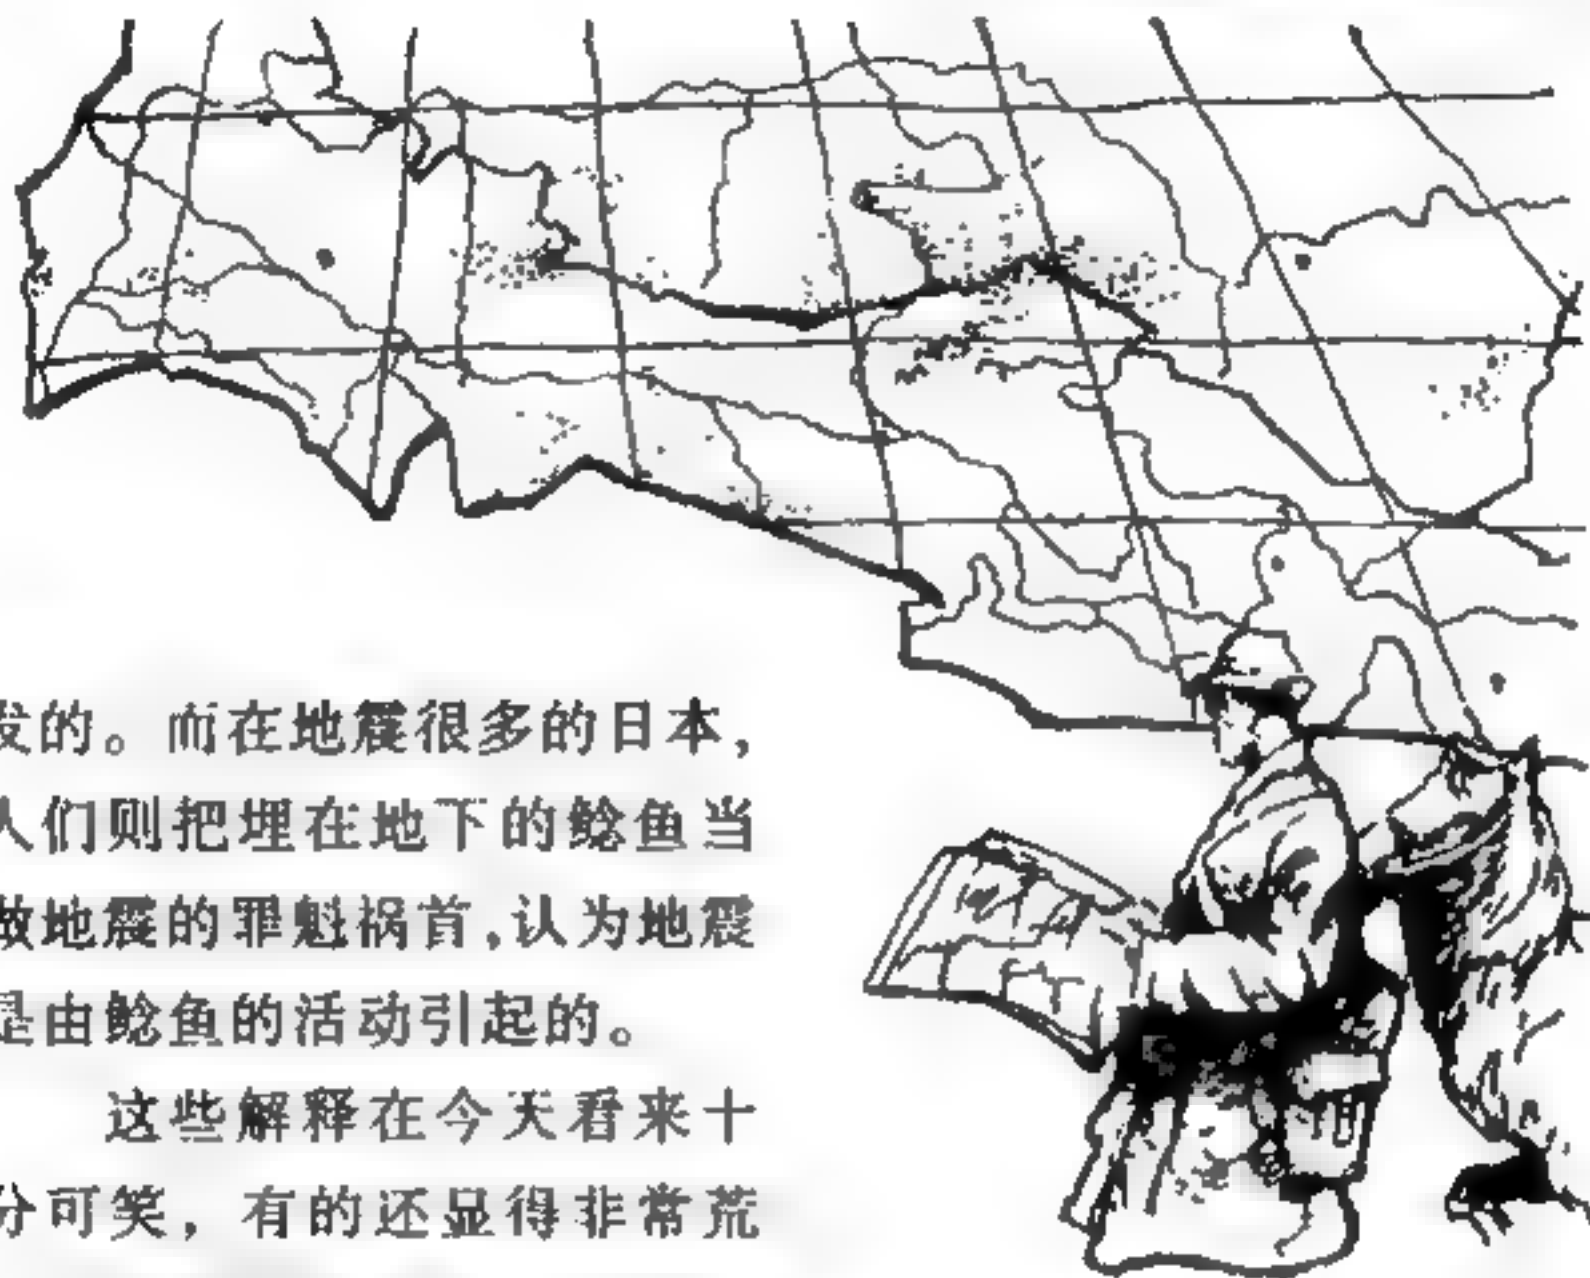 发的。而在地震很多的日本，
人们则把埋在地下的鲶鱼当
做地震的罪魁祸首，认为地震
是由鲶鱼的活动引起的。
这些解释在今天看来十
分可笑，有的还显得非常荒